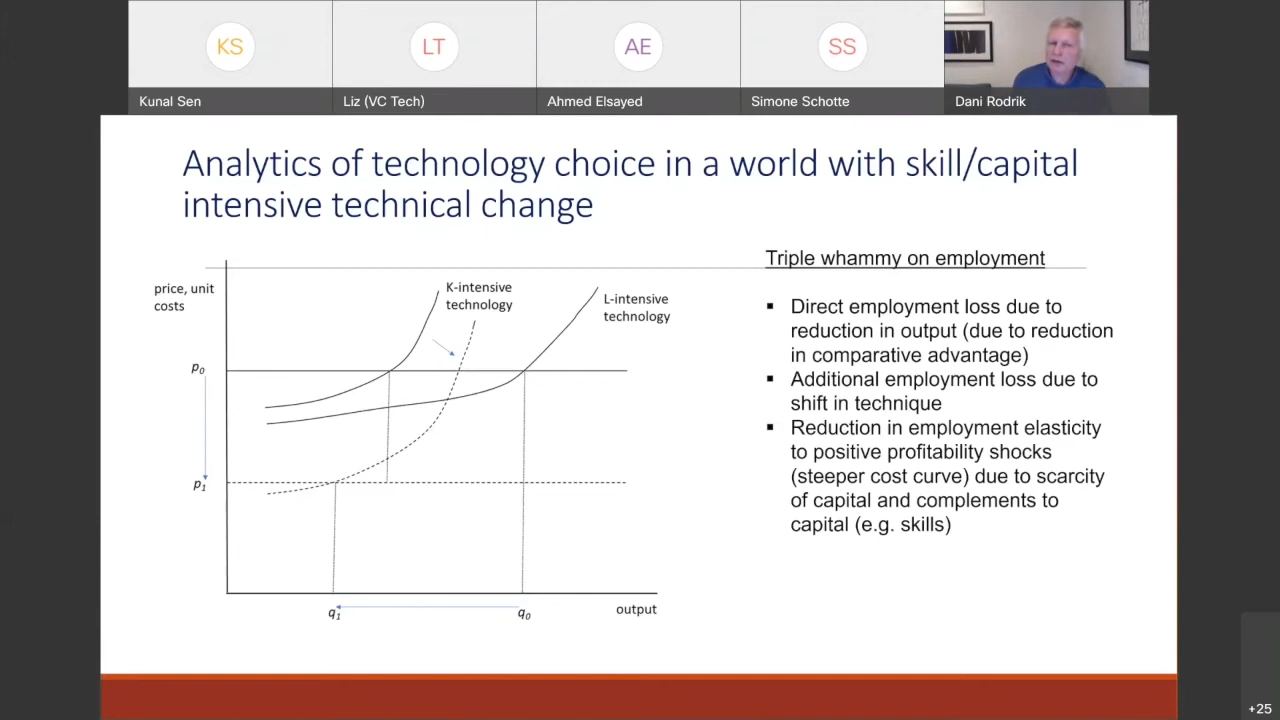 KS
LT
AE
SS
Kunal Sen
Liz (VC Tech)
Ahmed Elsayed
Simone Schotte
Dani Rodrik
Analytics of technology choice in a world with skill/capital
intensive technical change
price, unit
costs
K-intensive
technology
L-intensive
technology
p0
p1
q1
q0
output
Triple whammy on employment
▪ Direct employment loss due to
reduction in output (due to reduction
in comparative advantage)
▪ Additional employment loss due to
shift in technique
▪ Reduction in employment elasticity
to positive profitability shocks
(steeper cost curve) due to scarcity
of capital and complements to
capital (e.g. skills)
+25